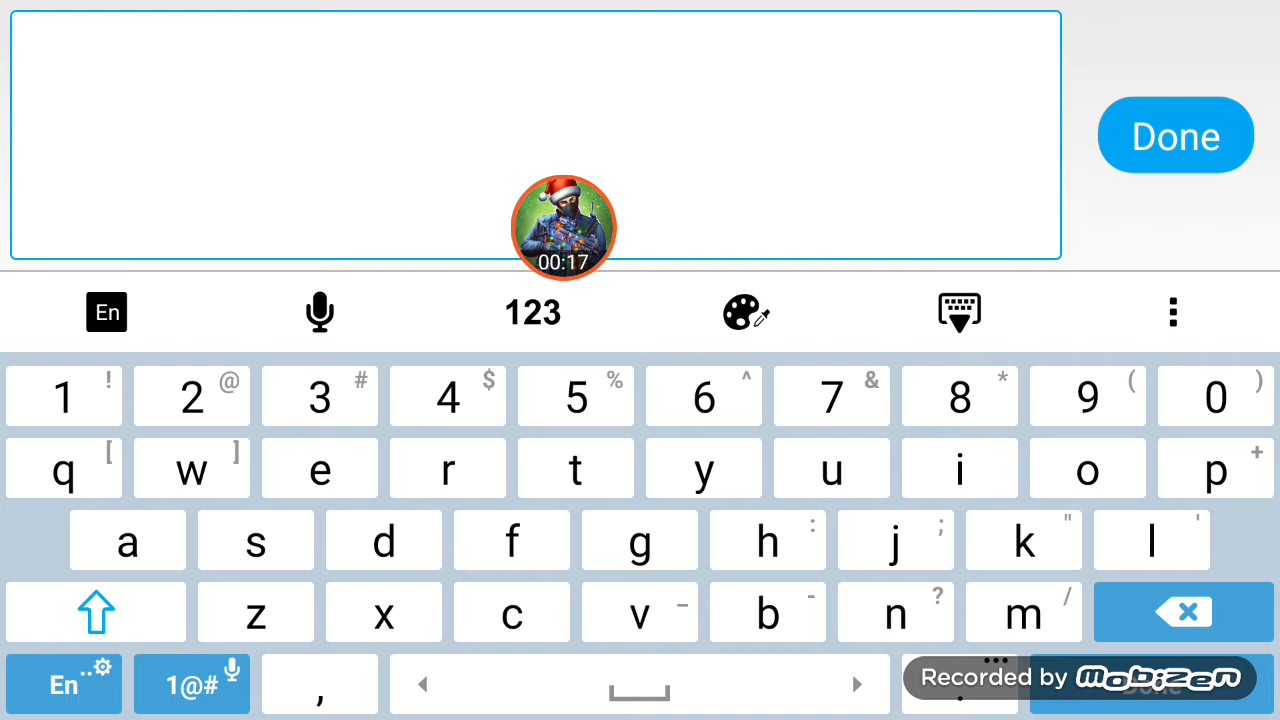 Done
00:17
En 123
1 ! 2 @ 3 # 4 $ 5 % 6 ^ 7 & 8 * 9 ( 0 )
q [ w ] e r t y u i o p +
a s d f g h : j ; k " l '
z x c v _ b - n ? m /
En 1@# , . Done
Recorded by mobizen